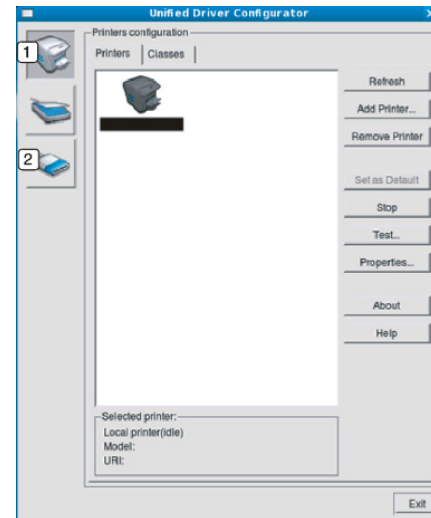 Unified Driver Configurator
1
Printers configuration
Printers
Classes
Refresh
Add Printer...
Remove Printer
2
Set as Default
Stop
Test...
Properties...
About
Help
Selected printer:
Local printer(idle)
Model:
URI:
Exit